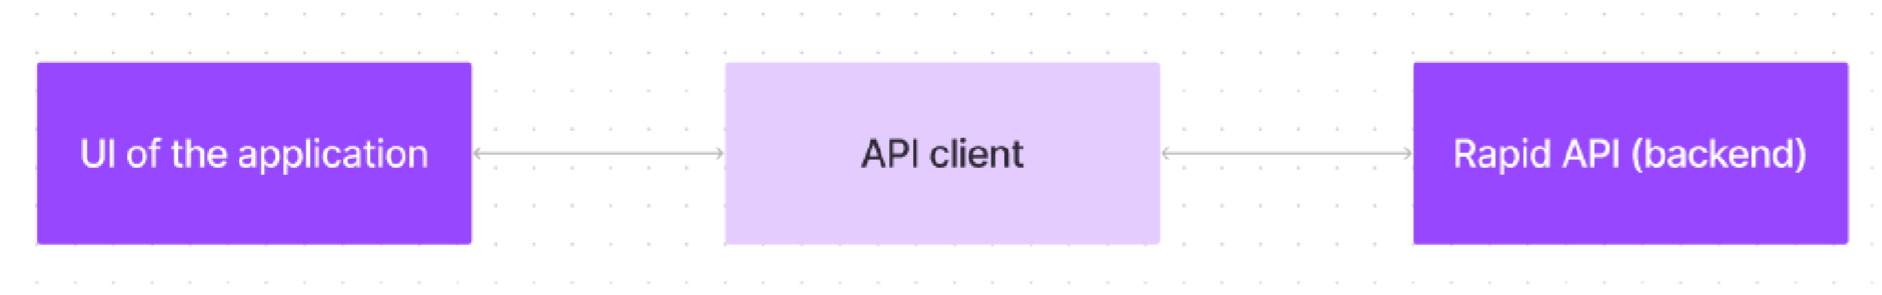 UI of the application
API client
Rapid API (backend)